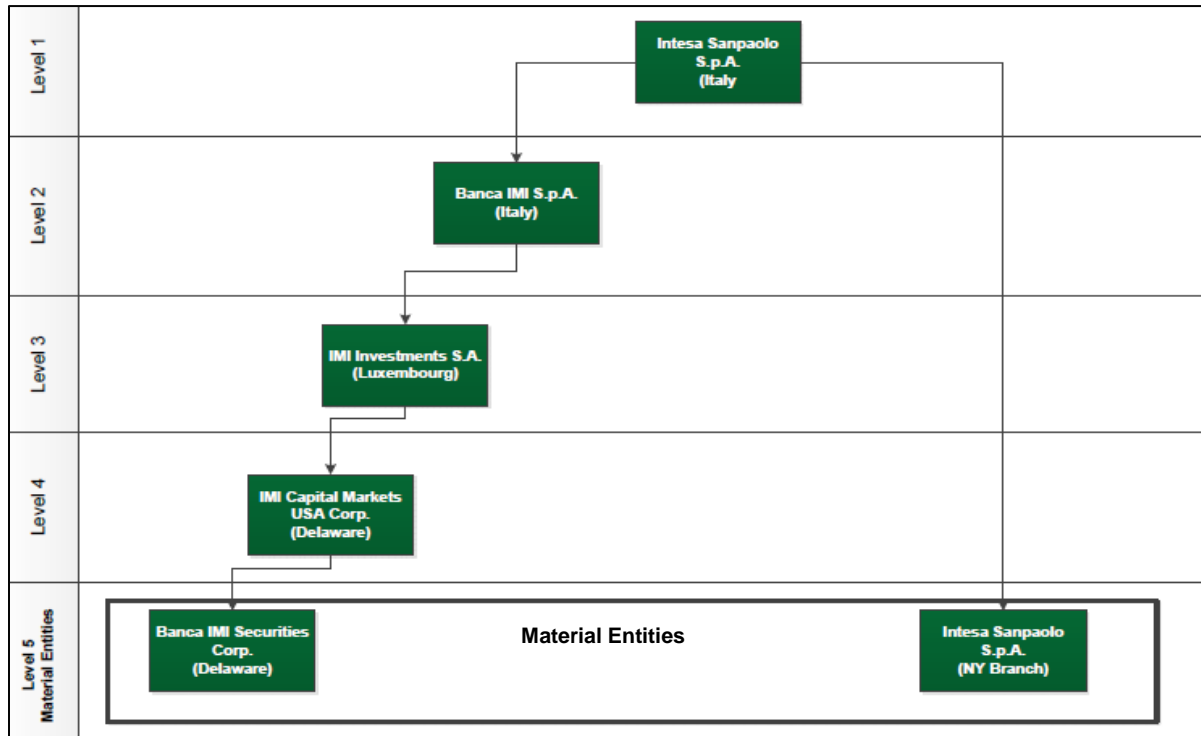 Level 1
Intesa Sanpaolo
S.p.A.
(Italy
Level 2
Banca IMI S.p.A.
(Italy)
Level 3
IMI Investments S.A.
(Luxembourg)
Level 4
IMI Capital Markets
USA Corp.
(Delaware)
Level 5
Material Entities
Banca IMI Securities
Corp.
(Delaware)
Material Entities
Intesa Sanpaolo
S.p.A.
(NY Branch)